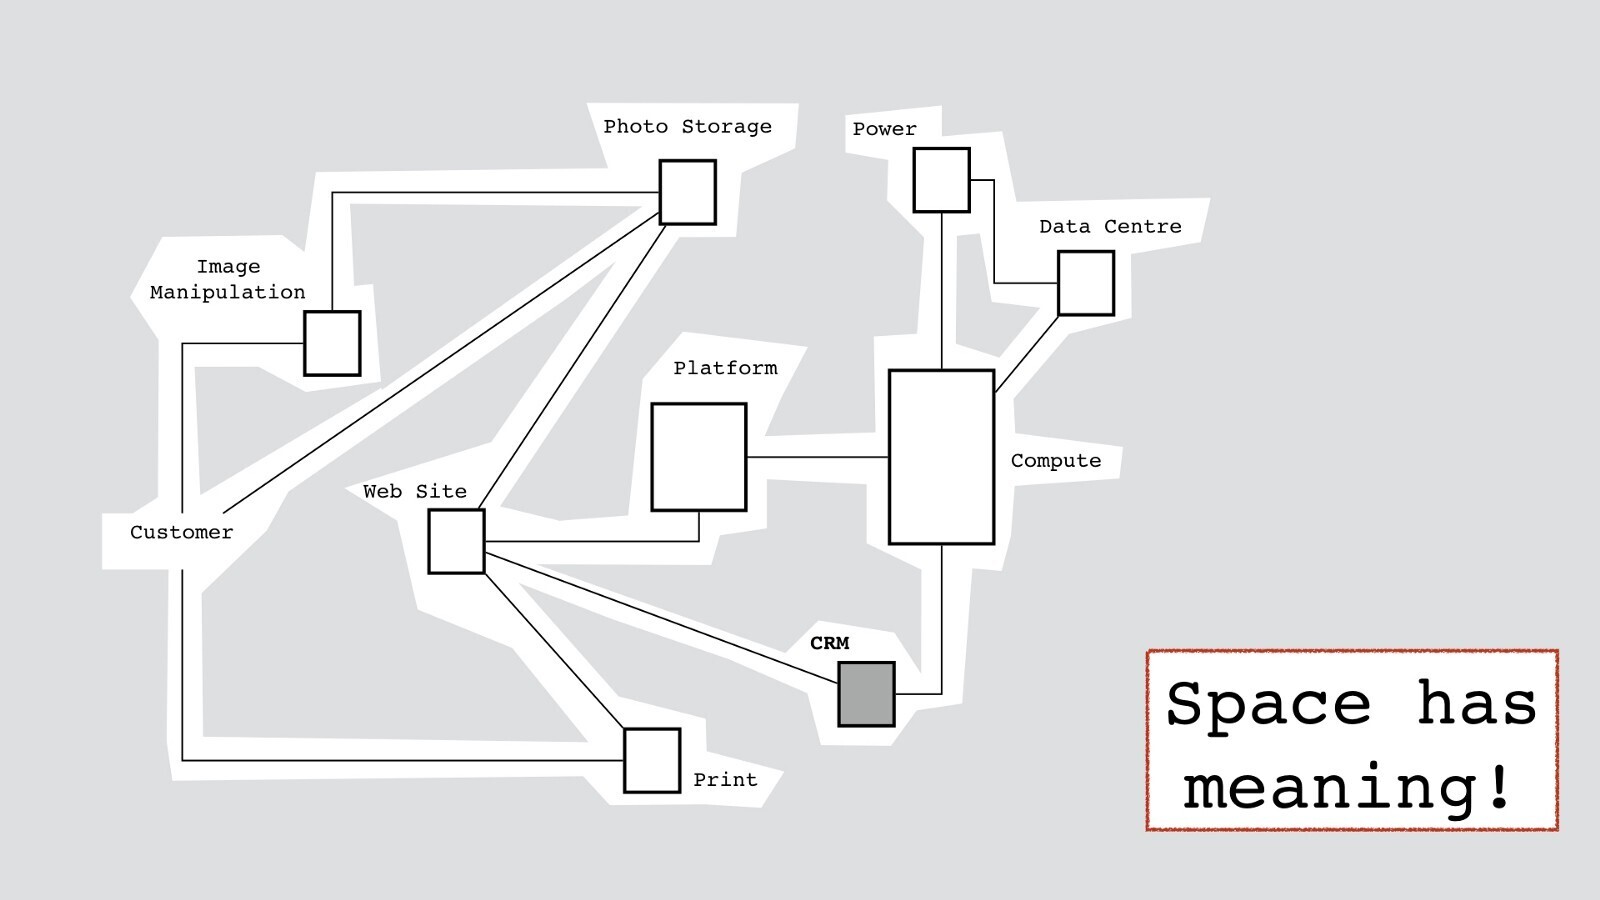 Photo Storage
Power
Data Centre
Image
Manipulation
Platform
Compute
Web Site
Customer
CRM
Print
Space has
meaning!